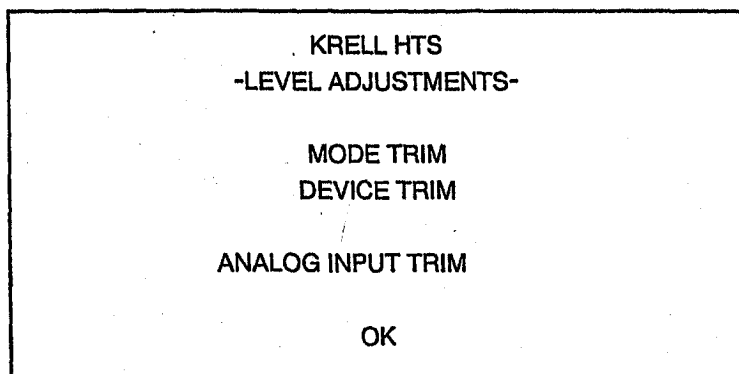 KRELL HTS
-LEVEL ADJUSTMENTS-
MODE TRIM
DEVICE TRIM
ANALOG INPUT TRIM
OK